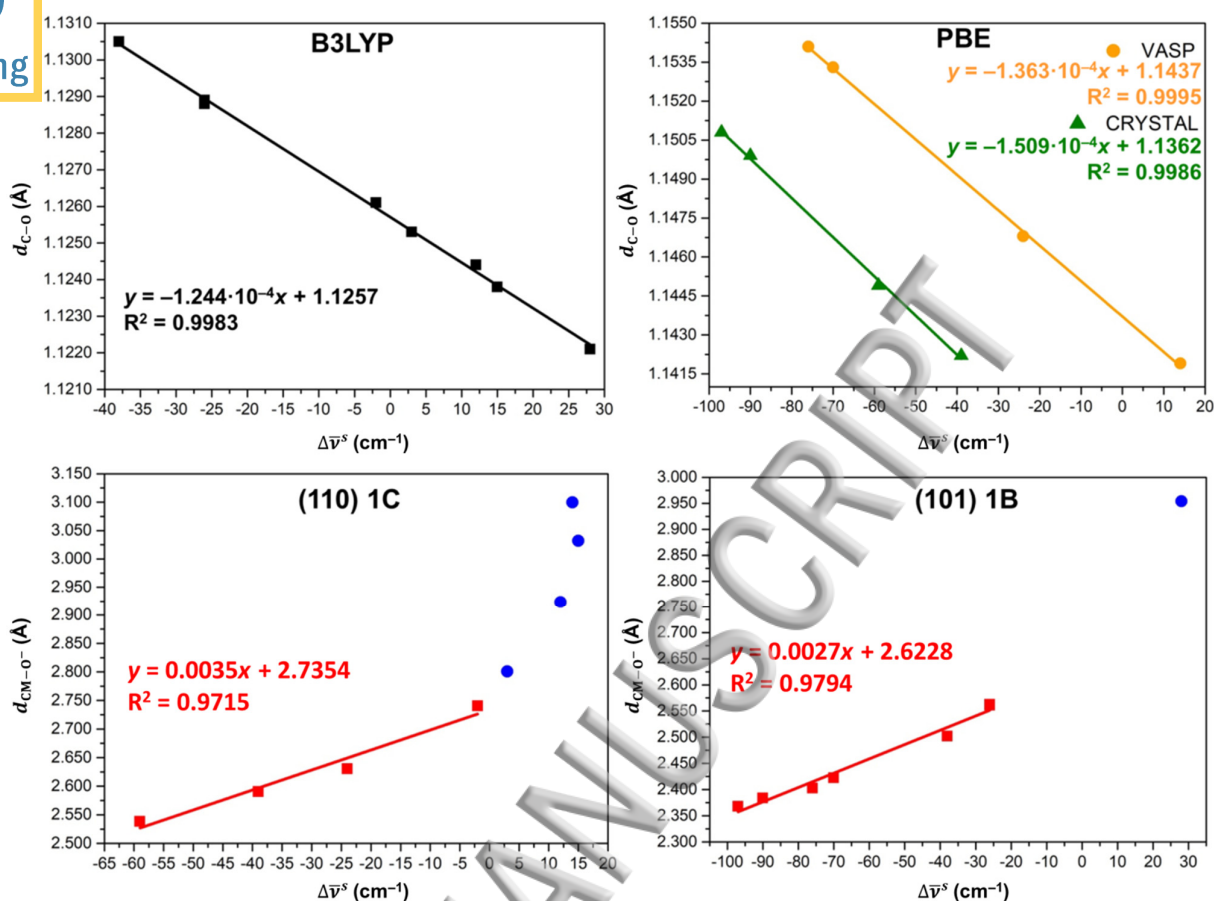 ng
B3LYP
y = –1.244·10⁻⁴x + 1.1257
R² = 0.9983
1.1310
1.1300
1.1290
1.1280
1.1270
1.1260
1.1250
1.1240
1.1230
1.1220
1.1210
d_C–O (Å)
-40 -35 -30 -25 -20 -15 -10 -5 0 5 10 15 20 25 30
Δν̅ˢ (cm⁻¹)
PBE
VASP
y = –1.363·10⁻⁴x + 1.1437
R² = 0.9995
CRYSTAL
y = –1.509·10⁻⁴x + 1.1362
R² = 0.9986
1.1550
1.1535
1.1520
1.1505
1.1490
1.1475
1.1460
1.1445
1.1430
1.1415
d_C–O (Å)
-100 -90 -80 -70 -60 -50 -40 -30 -20 -10 0 10 20
Δν̅ˢ (cm⁻¹)
(110) 1C
y = 0.0035x + 2.7354
R² = 0.9715
3.150
3.100
3.050
3.000
2.950
2.900
2.850
2.800
2.750
2.700
2.650
2.600
2.550
2.500
d_CM–O⁻ (Å)
-65 -60 -55 -50 -45 -40 -35 -30 -25 -20 -15 -10 -5 0 5 10 15 20
Δν̅ˢ (cm⁻¹)
(101) 1B
y = 0.0027x + 2.6228
R² = 0.9794
3.000
2.950
2.900
2.850
2.800
2.750
2.700
2.650
2.600
2.550
2.500
2.450
2.400
2.350
2.300
d_CM–O⁻ (Å)
-100 -90 -80 -70 -60 -50 -40 -30 -20 -10 0 10 20 30
Δν̅ˢ (cm⁻¹)
ANUSCRIPT